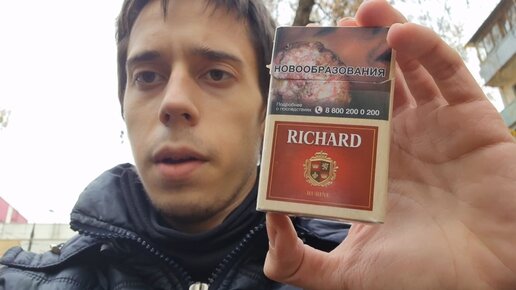 НОВООБРАЗОВАНИЯ
Подробнее
о последствиях
8 800 200 0 200
RICHARD